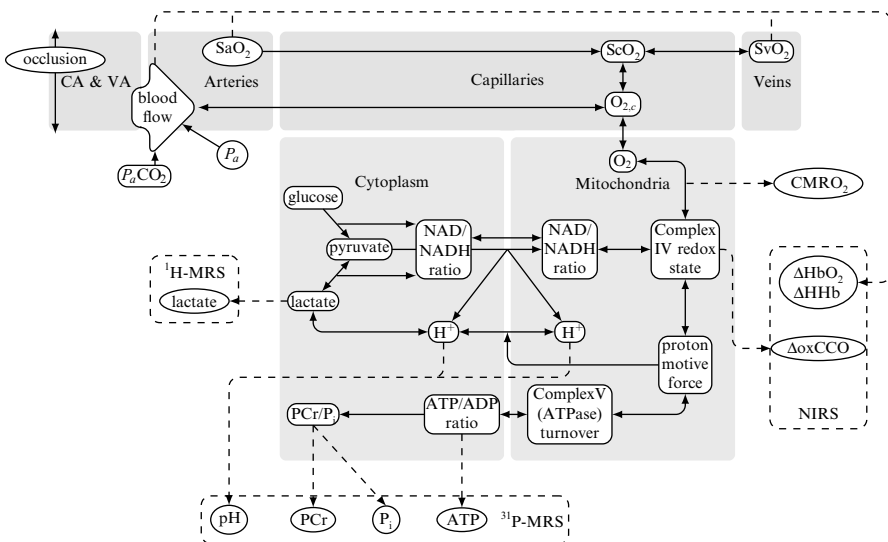 occlusion
CA & VA
blood
flow
SaO₂
Arteries
Capillaries
ScO₂
O₂,c
SvO₂
Veins
Pₐ
PₐCO₂
O₂
Cytoplasm
Mitochondria
CMRO₂
glucose
pyruvate
lactate
NAD/
NADH
ratio
NAD/
NADH
ratio
Complex
IV redox
state
¹H-MRS
lactate
ΔHbO₂
ΔHHb
ΔoxCCO
NIRS
H⁺
H⁺
proton
motive
force
PCr/Pᵢ
ATP/ADP
ratio
ComplexV
(ATPase)
turnover
pH
PCr
Pᵢ
ATP
³¹P-MRS